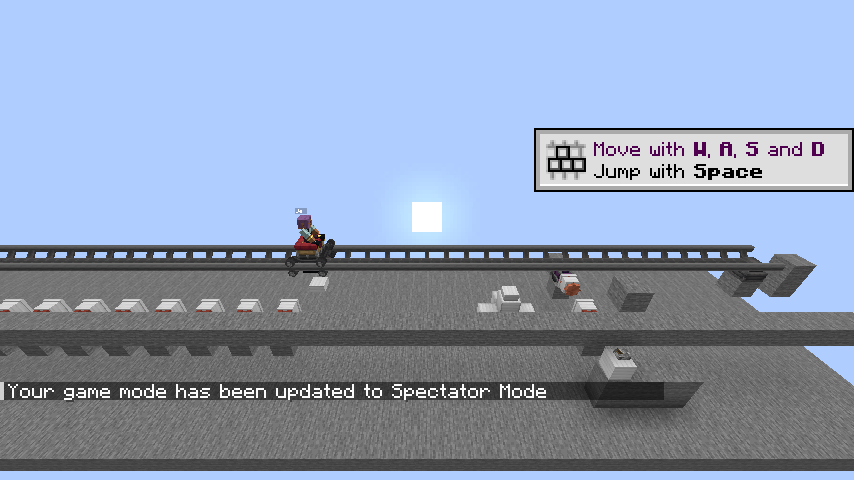 Move with W, A, S and D
Jump with Space
Your game mode has been updated to Spectator Mode